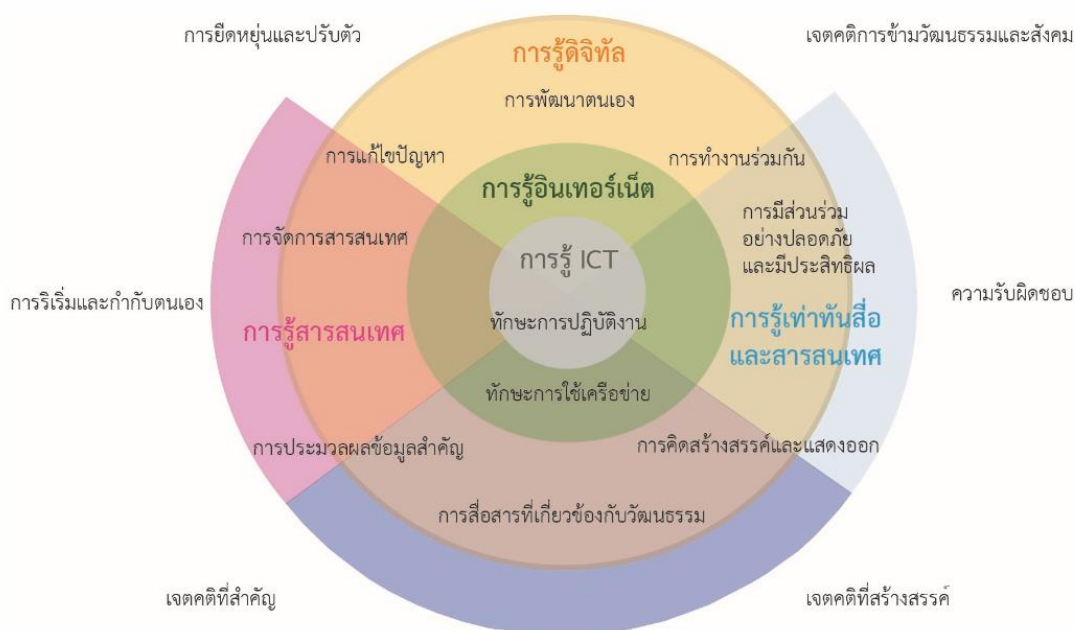 การยืดหยุ่นและปรับตัว
เจตคติการข้ามวัฒนธรรมและสังคม
การรู้ดิจิทัล
การพัฒนาตนเอง
การแก้ไขปัญหา
การทำงานร่วมกัน
การรู้อินเทอร์เน็ต
การมีส่วนร่วม
อย่างปลอดภัย
และมีประสิทธิผล
การจัดการสารสนเทศ
การรู้ ICT
การริเริ่มและกำกับตนเอง
ความรับผิดชอบ
การรู้สารสนเทศ
ทักษะการปฏิบัติงาน
การรู้เท่าทันสื่อ
และสารสนเทศ
ทักษะการใช้เครือข่าย
การประมวลผลข้อมูลสำคัญ
การคิดสร้างสรรค์และแสดงออก
การสื่อสารที่เกี่ยวข้องกับวัฒนธรรม
เจตคติที่สำคัญ
เจตคติที่สร้างสรรค์